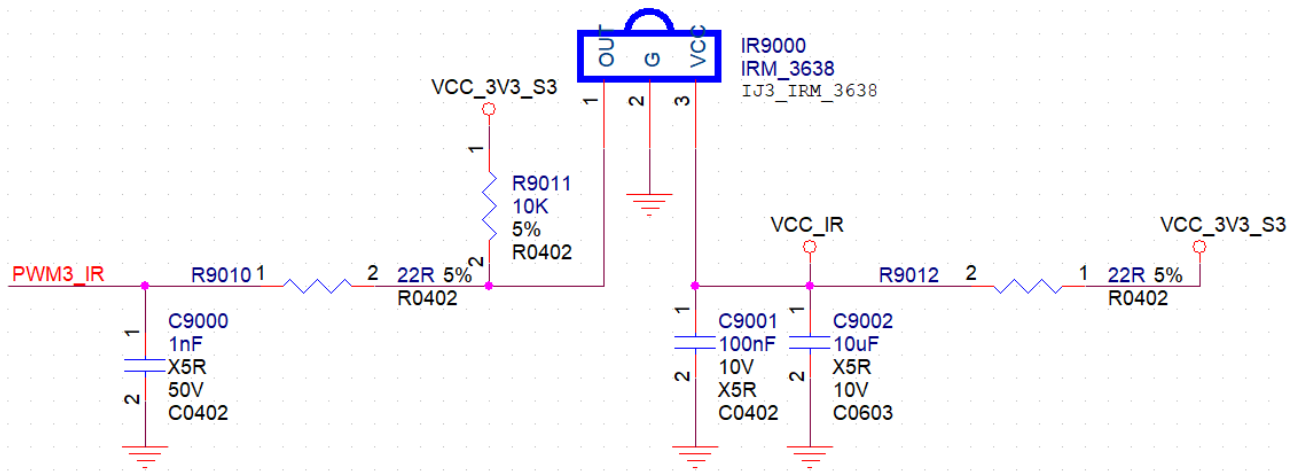 OUT
G
VCC
1
2
3
IR9000
IRM_3638
IJ3_IRM_3638
VCC_3V3_S3
1
R9011
10K
5%
R0402
2
PWM3_IR
R9010
1
2
22R 5%
R0402
C9000
1nF
X5R
50V
C0402
1
2
VCC_IR
VCC_3V3_S3
R9012
2
1
22R 5%
R0402
1
2
C9001
100nF
10V
X5R
C0402
1
2
C9002
10uF
X5R
10V
C0603